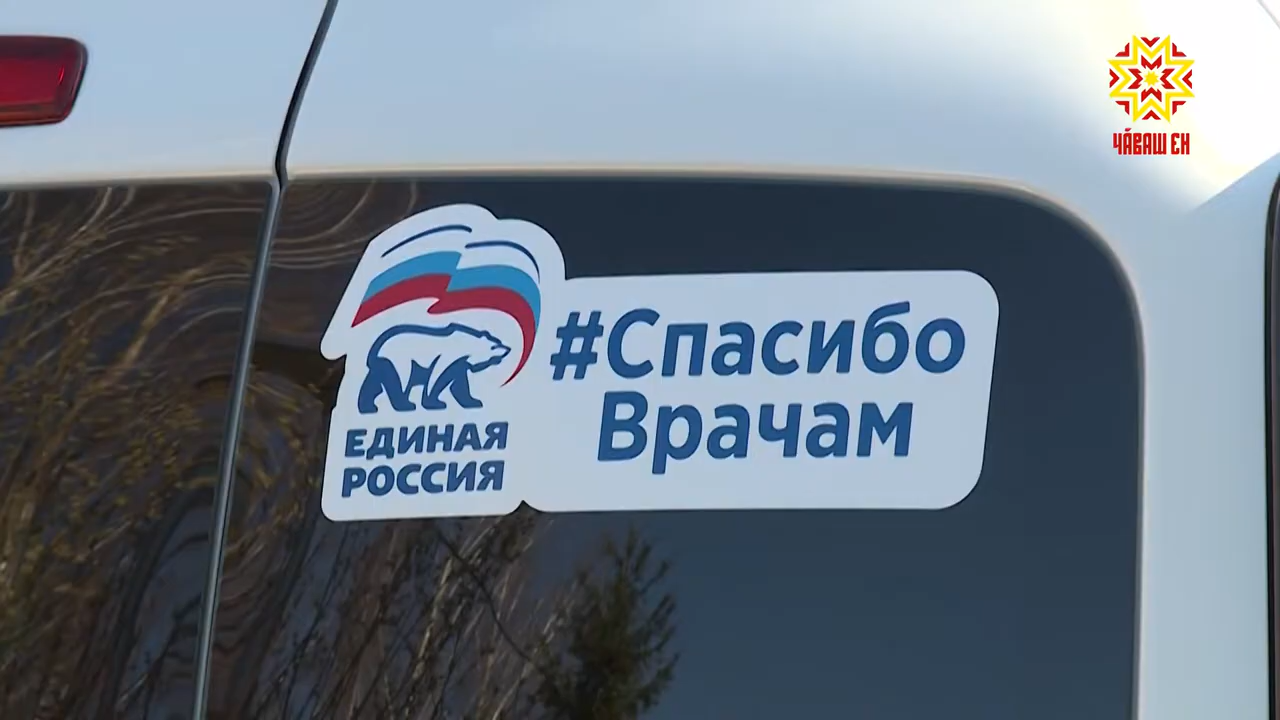 ЧӐВАШ ЕН
#Спасибо
Врачам
ЕДИНАЯ
РОССИЯ